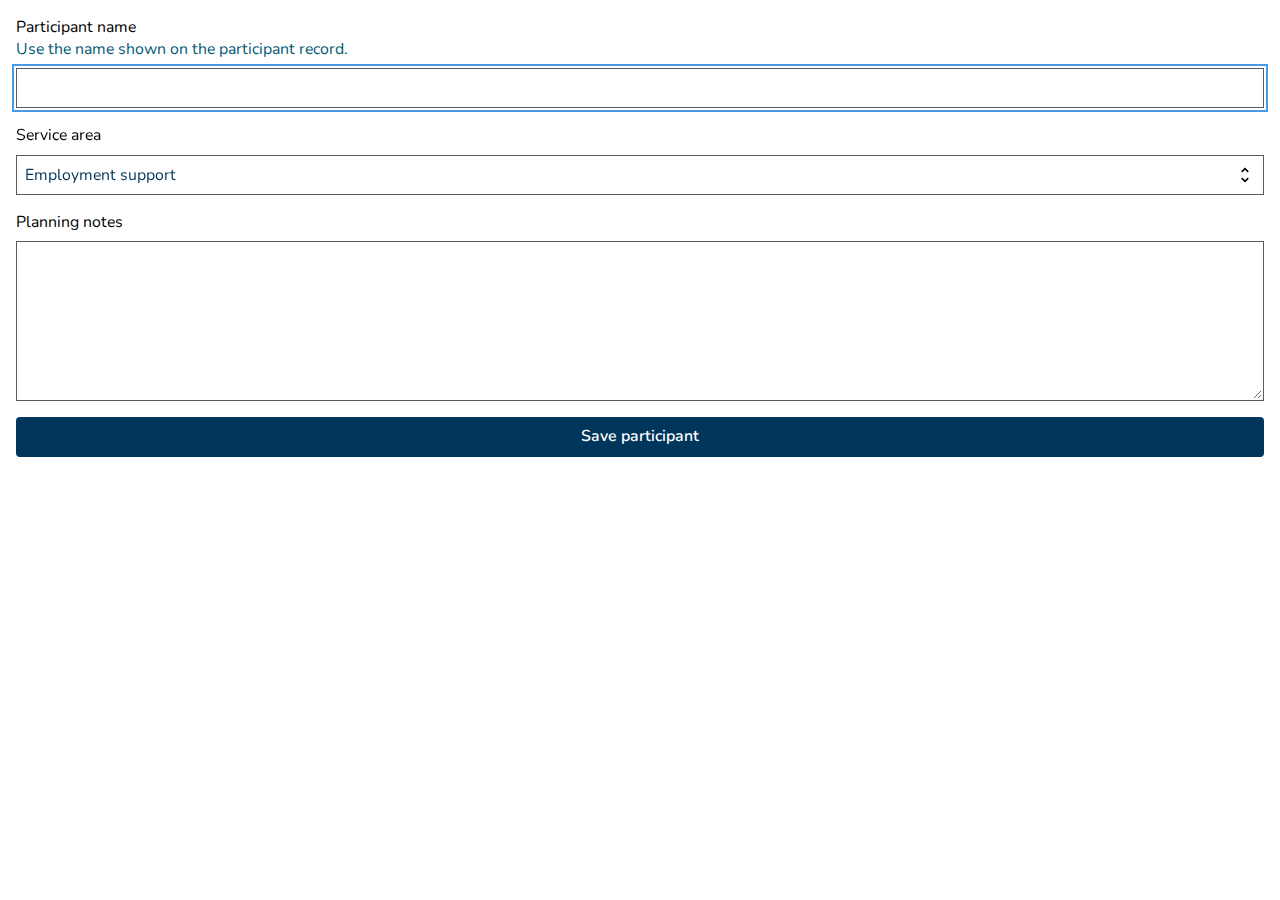 Participant name
Use the name shown on the participant record.
Service area
Employment support
Planning notes
Save participant